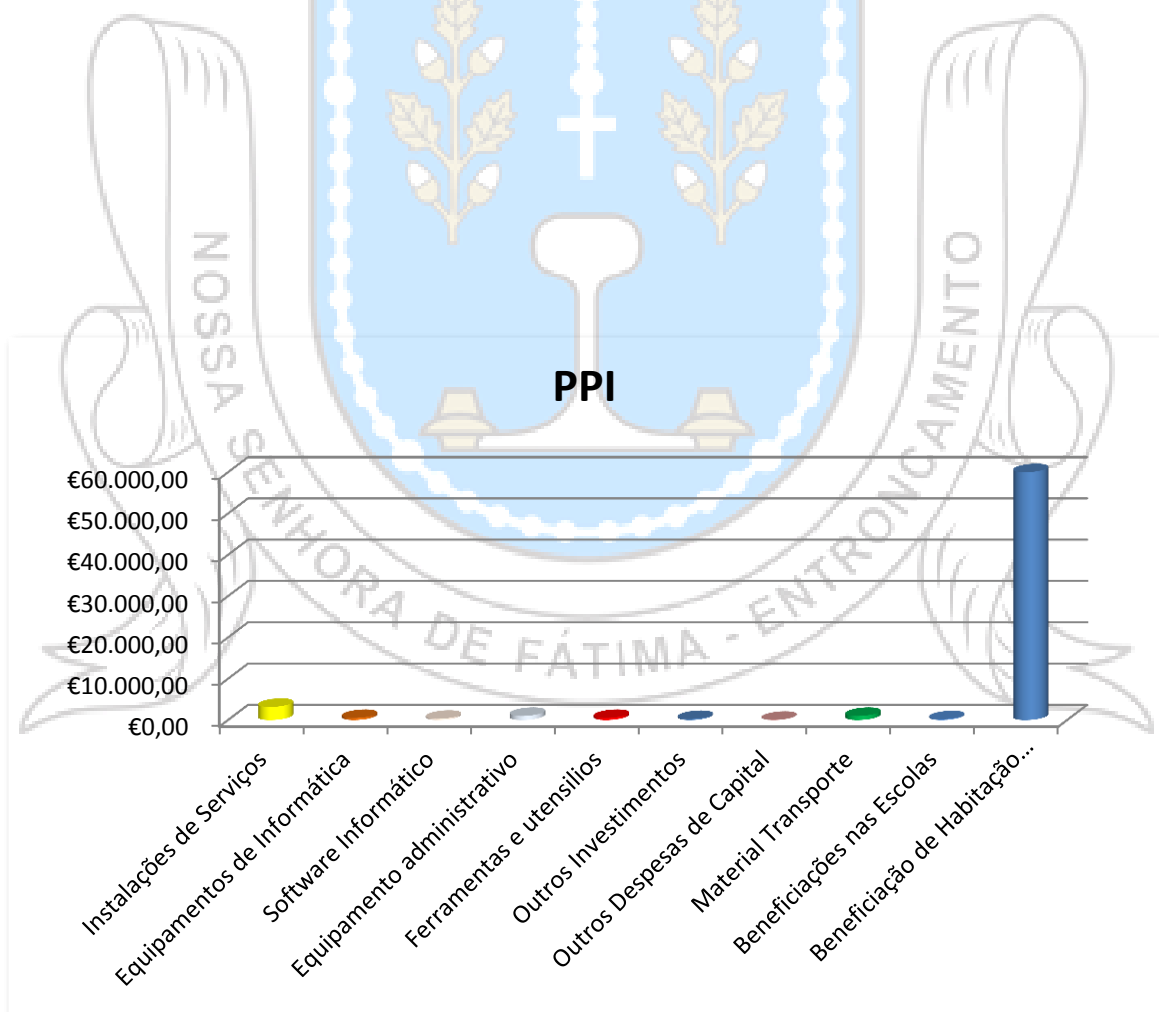 NOSSA SENHORA DE FÁTIMA - ENTRONCAMENTO
PPI
€60.000,00
€50.000,00
€40.000,00
€30.000,00
€20.000,00
€10.000,00
€0,00
Instalações de Serviços
Equipamentos de Informática
Software Informático
Equipamento administrativo
Ferramentas e utensilios
Outros Investimentos
Outros Despesas de Capital
Material Transporte
Beneficiações nas Escolas
Beneficiação de Habitação...